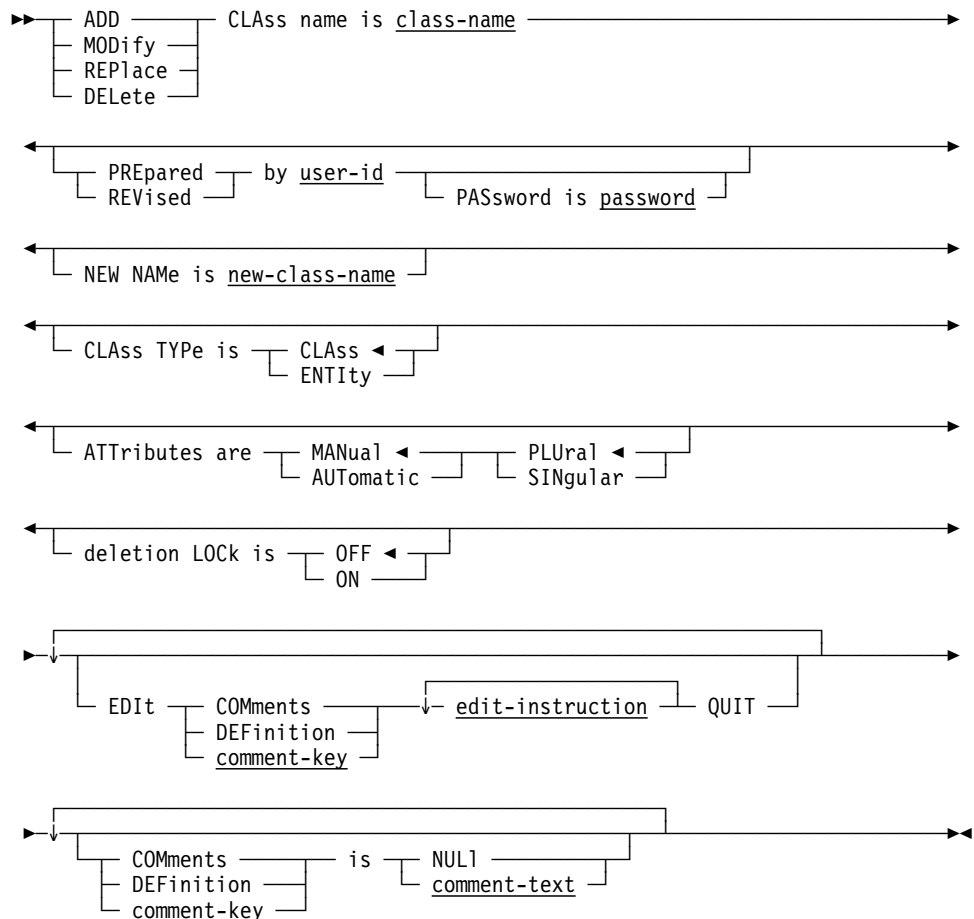 ADD CLAss name is class-name
MODify
REPlace
DELete
PREpared by user-id
REVised PASsword is password
NEW NAMe is new-class-name
CLAss TYPe is CLAss
ENTIty
ATTributes are MANual PLUral
AUTomatic SINgular
deletion LOCk is OFF
ON
EDIt COMments edit-instruction QUIT
DEFinition
comment-key
COMments is NULl
DEFinition comment-text
comment-key